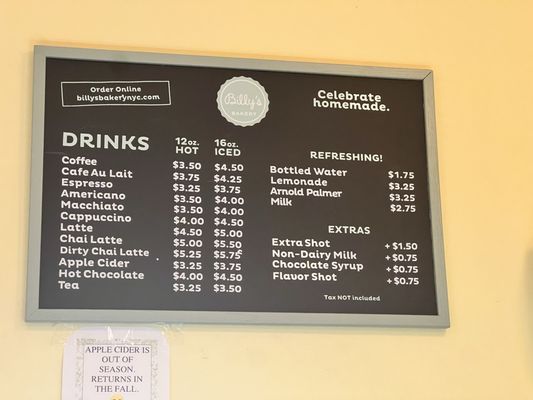 Order Online
billysbakerynyc.com
Billy's
BAKERY
Celebrate
homemade.
DRINKS 12oz. HOT 16oz. ICED
Coffee $3.50 $4.50
Cafe Au Lait $3.75 $4.25
Espresso $3.25 $3.75
Americano $3.50 $4.00
Macchiato $3.50 $4.00
Cappuccino $4.00 $4.50
Latte $4.50 $5.00
Chai Latte $5.00 $5.50
Dirty Chai Latte $5.25 $5.75
Apple Cider $3.25 $3.75
Hot Chocolate $4.00 $4.50
Tea $3.25 $3.50
REFRESHING!
Bottled Water $1.75
Lemonade $3.25
Arnold Palmer $3.25
Milk $2.75
EXTRAS
Extra Shot +$1.50
Non-Dairy Milk +$0.75
Chocolate Syrup +$0.75
Flavor Shot +$0.75
Tax NOT included
APPLE CIDER IS
OUT OF
SEASON.
RETURNS IN
THE FALL.